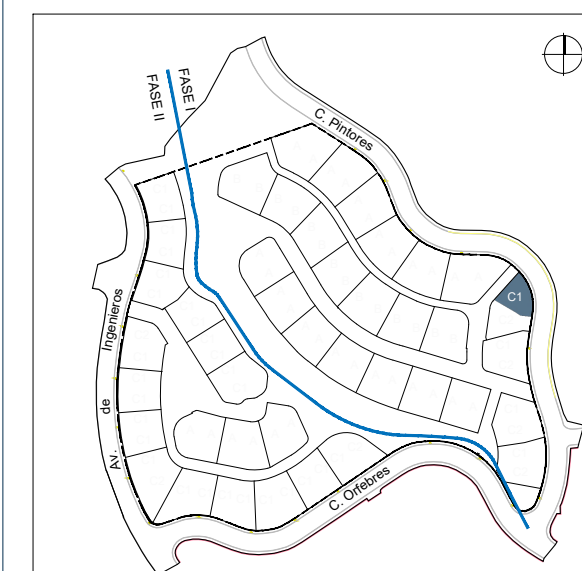 FASE I
FASE II
C. Pintores
C1
Av. de Ingenieros
C. Orfebres